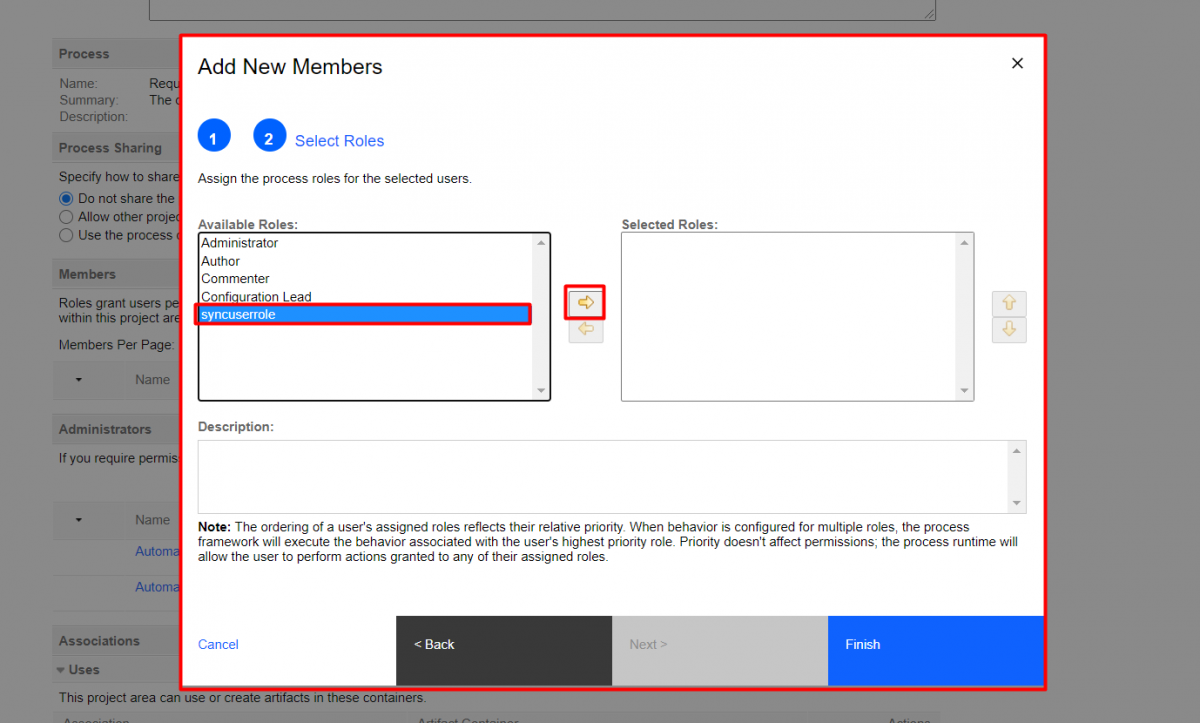 Process
Name: Requ
Summary: The c
Description:
Process Sharing
Specify how to share
Do not share the
Allow other projec
Use the process
Members
Roles grant users pe
within this project are
Members Per Page:
Name
Administrators
If you require permis
Name
Automa
Automa
Associations
Uses
This project area can use or create artifacts in these containers.
Association Artifact Container Actions
Add New Members
1 2 Select Roles
Assign the process roles for the selected users.
Available Roles: Selected Roles:
Administrator
Author
Commenter
Configuration Lead
syncuserrole
Description:
Note: The ordering of a user's assigned roles reflects their relative priority. When behavior is configured for multiple roles, the process
framework will execute the behavior associated with the user's highest priority role. Priority doesn't affect permissions; the process runtime will
allow the user to perform actions granted to any of their assigned roles.
Cancel < Back Next > Finish